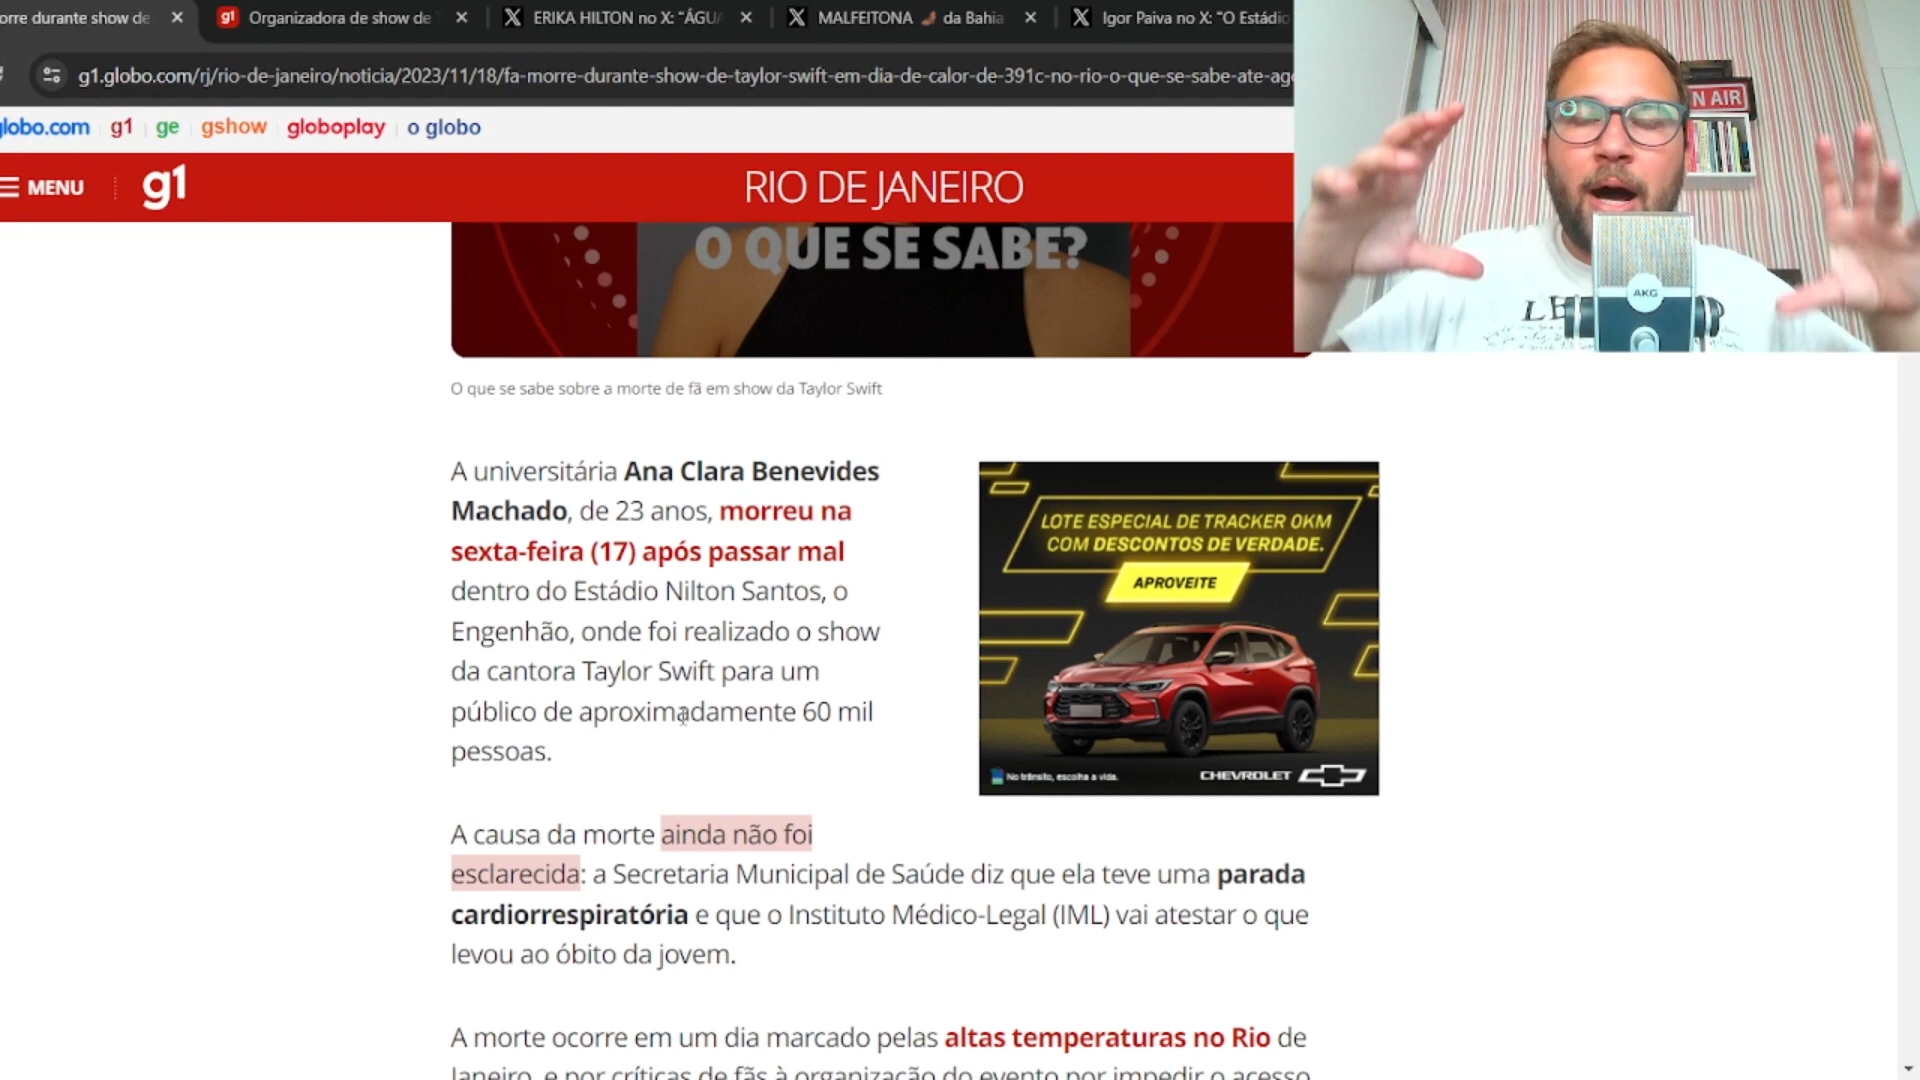 orre durante show de
g1 Organizadora de show de
X ERIKA HILTON no X: "ÁGU
X MALFEITONA da Bahia
X Igor Paiva no X: "O Estádio
g1.globo.com/rj/rio-de-janeiro/noticia/2023/11/18/fa-morre-durante-show-de-taylor-swift-em-dia-de-calor-de-391c-no-rio-o-que-se-sabe-ate-ag
globo.com g1 ge gshow globoplay o globo
MENU g1 RIO DE JANEIRO
N AIR
AKG
O QUE SE SABE?
O que se sabe sobre a morte de fã em show da Taylor Swift
A universitária Ana Clara Benevides
Machado, de 23 anos, morreu na
sexta-feira (17) após passar mal
dentro do Estádio Nilton Santos, o
Engenhão, onde foi realizado o show
da cantora Taylor Swift para um
público de aproximadamente 60 mil
pessoas.
LOTE ESPECIAL DE TRACKER 0KM
COM DESCONTOS DE VERDADE.
APROVEITE
No trânsito, escolha a vida.
CHEVROLET
A causa da morte ainda não foi
esclarecida: a Secretaria Municipal de Saúde diz que ela teve uma parada
cardiorrespiratória e que o Instituto Médico-Legal (IML) vai atestar o que
levou ao óbito da jovem.
A morte ocorre em um dia marcado pelas altas temperaturas no Rio de
Janeiro, e por críticas de fãs à organização do evento por impedir o acesso